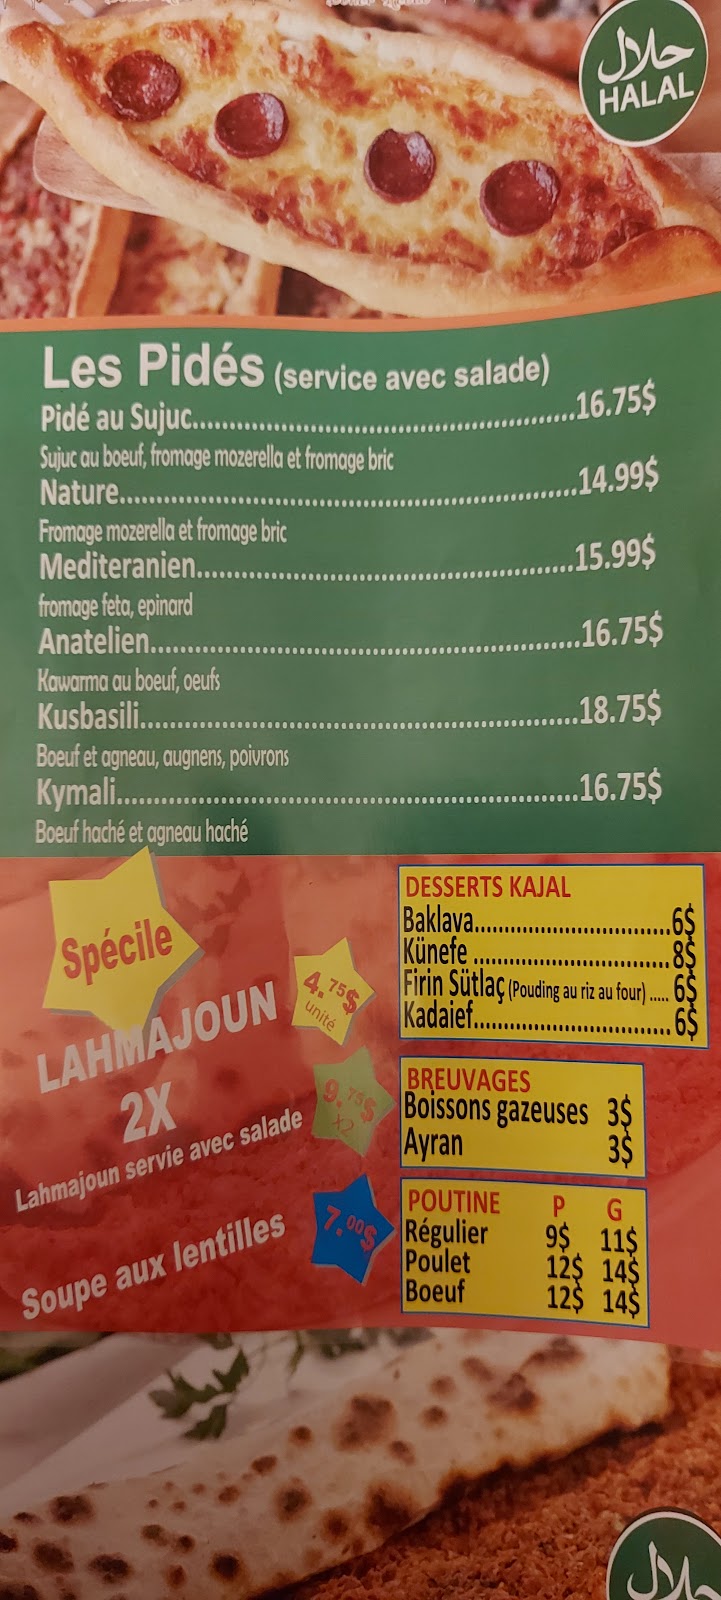 حلال
HALAL
Les Pidés (service avec salade)
Pidé au Sujuc..........16.75$
Sujuc au boeuf, fromage mozerella et fromage bric
Nature..........14.99$
Fromage mozerella et fromage bric
Mediteranien..........15.99$
fromage feta, epinard
Anatelien..........16.75$
Kawarma au boeuf, oeufs
Kusbasili..........18.75$
Boeuf et agneau, augnens, poivrons
Kymali..........16.75$
Boeuf haché et agneau haché
Spécile
LAHMAJOUN
4.75$
unité
2X
9.75$
x2
Lahmajoun servie avec salade
Soupe aux lentilles
7.00$
DESSERTS KAJAL
Baklava..........6$
Künefe..........8$
Firin Sütlaç (Pouding au riz au four).....6$
Kadaief..........6$
BREUVAGES
Boissons gazeuses 3$
Ayran 3$
POUTINE P G
Régulier 9$ 11$
Poulet 12$ 14$
Boeuf 12$ 14$